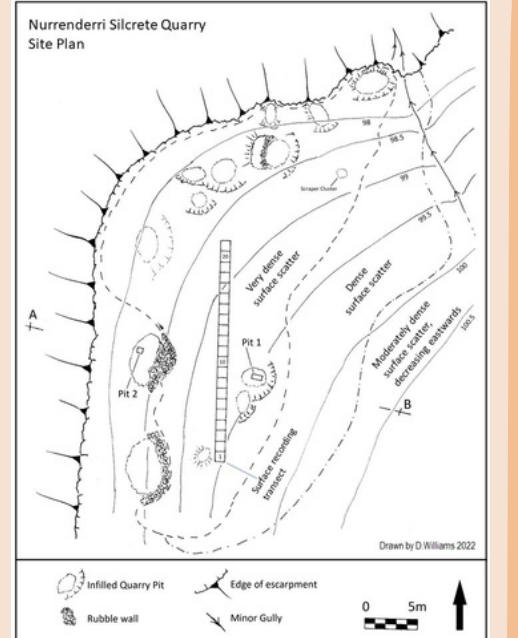 Nurrenderri Silcrete Quarry
Site Plan
98
98.5
Scraper Cluster
99
99.5
20
Very dense
surface scatter
Dense
surface scatter
100
Moderately dense
surface scatter,
decreasing eastwards
100.5
A
10
Pit 1
Pit 2
B
1
Surface recording
transect
Drawn by D.Williams 2022
Infilled Quarry Pit
Edge of escarpment
Rubble wall
Minor Gully
0 5m